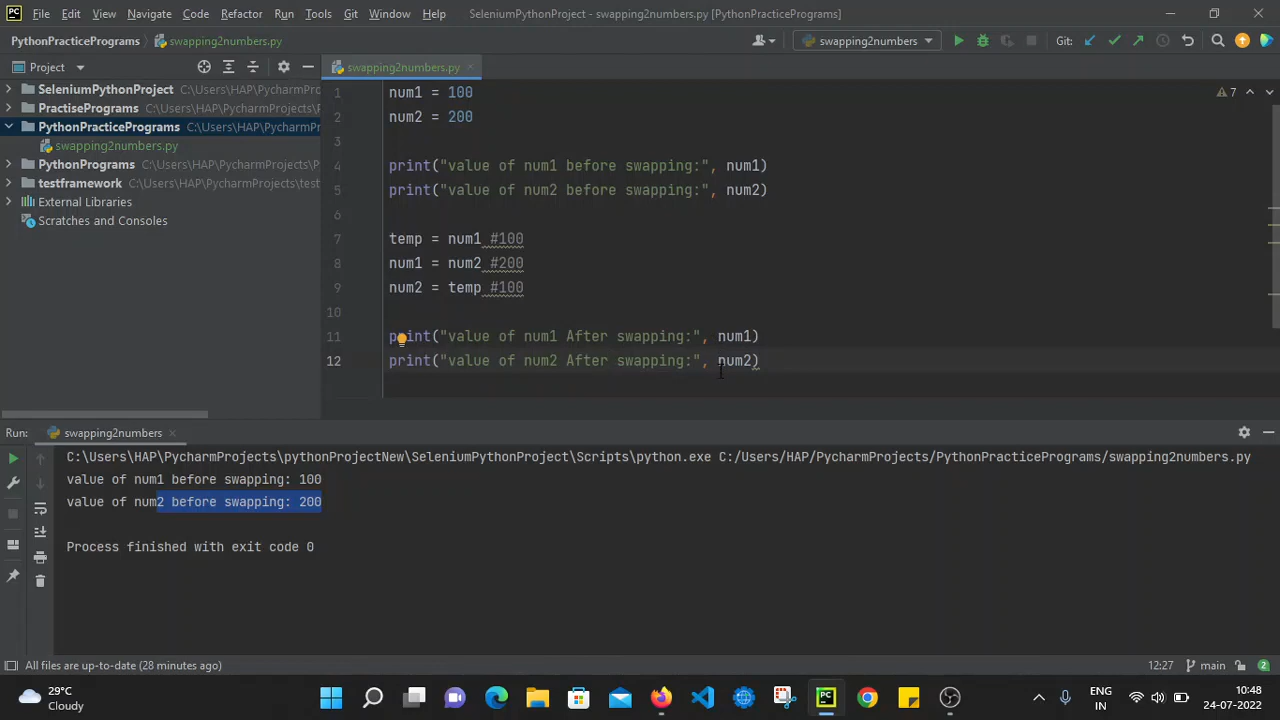 PC File Edit View Navigate Code Refactor Run Tools Git Window Help SeleniumPythonProject - swapping2numbers.py [PythonPracticePrograms]
PythonPracticePrograms swapping2numbers.py swapping2numbers Git:
Project swapping2numbers.py
SeleniumPythonProject C:\Users\HAP\PycharmProjects\
PractisePrograms C:\Users\HAP\PycharmProjects\P
PythonPracticePrograms C:\Users\HAP\PycharmPr
swapping2numbers.py
PythonPrograms C:\Users\HAP\PycharmProjects\P
testframework C:\Users\HAP\PycharmProjects\test
External Libraries
Scratches and Consoles
7
1 num1 = 100
2 num2 = 200
3
4 print("value of num1 before swapping:", num1)
5 print("value of num2 before swapping:", num2)
6
7 temp = num1 #100
8 num1 = num2 #200
9 num2 = temp #100
10
11 print("value of num1 After swapping:", num1)
12 print("value of num2 After swapping:", num2)
Run: swapping2numbers
C:\Users\HAP\PycharmProjects\pythonProjectNew\SeleniumPythonProject\Scripts\python.exe C:/Users/HAP/PycharmProjects/PythonPracticePrograms/swapping2numbers.py
value of num1 before swapping: 100
value of num2 before swapping: 200
Process finished with exit code 0
All files are up-to-date (28 minutes ago) 12:27 main 2
29°C
Cloudy
PC
ENG
IN
10:48
24-07-2022